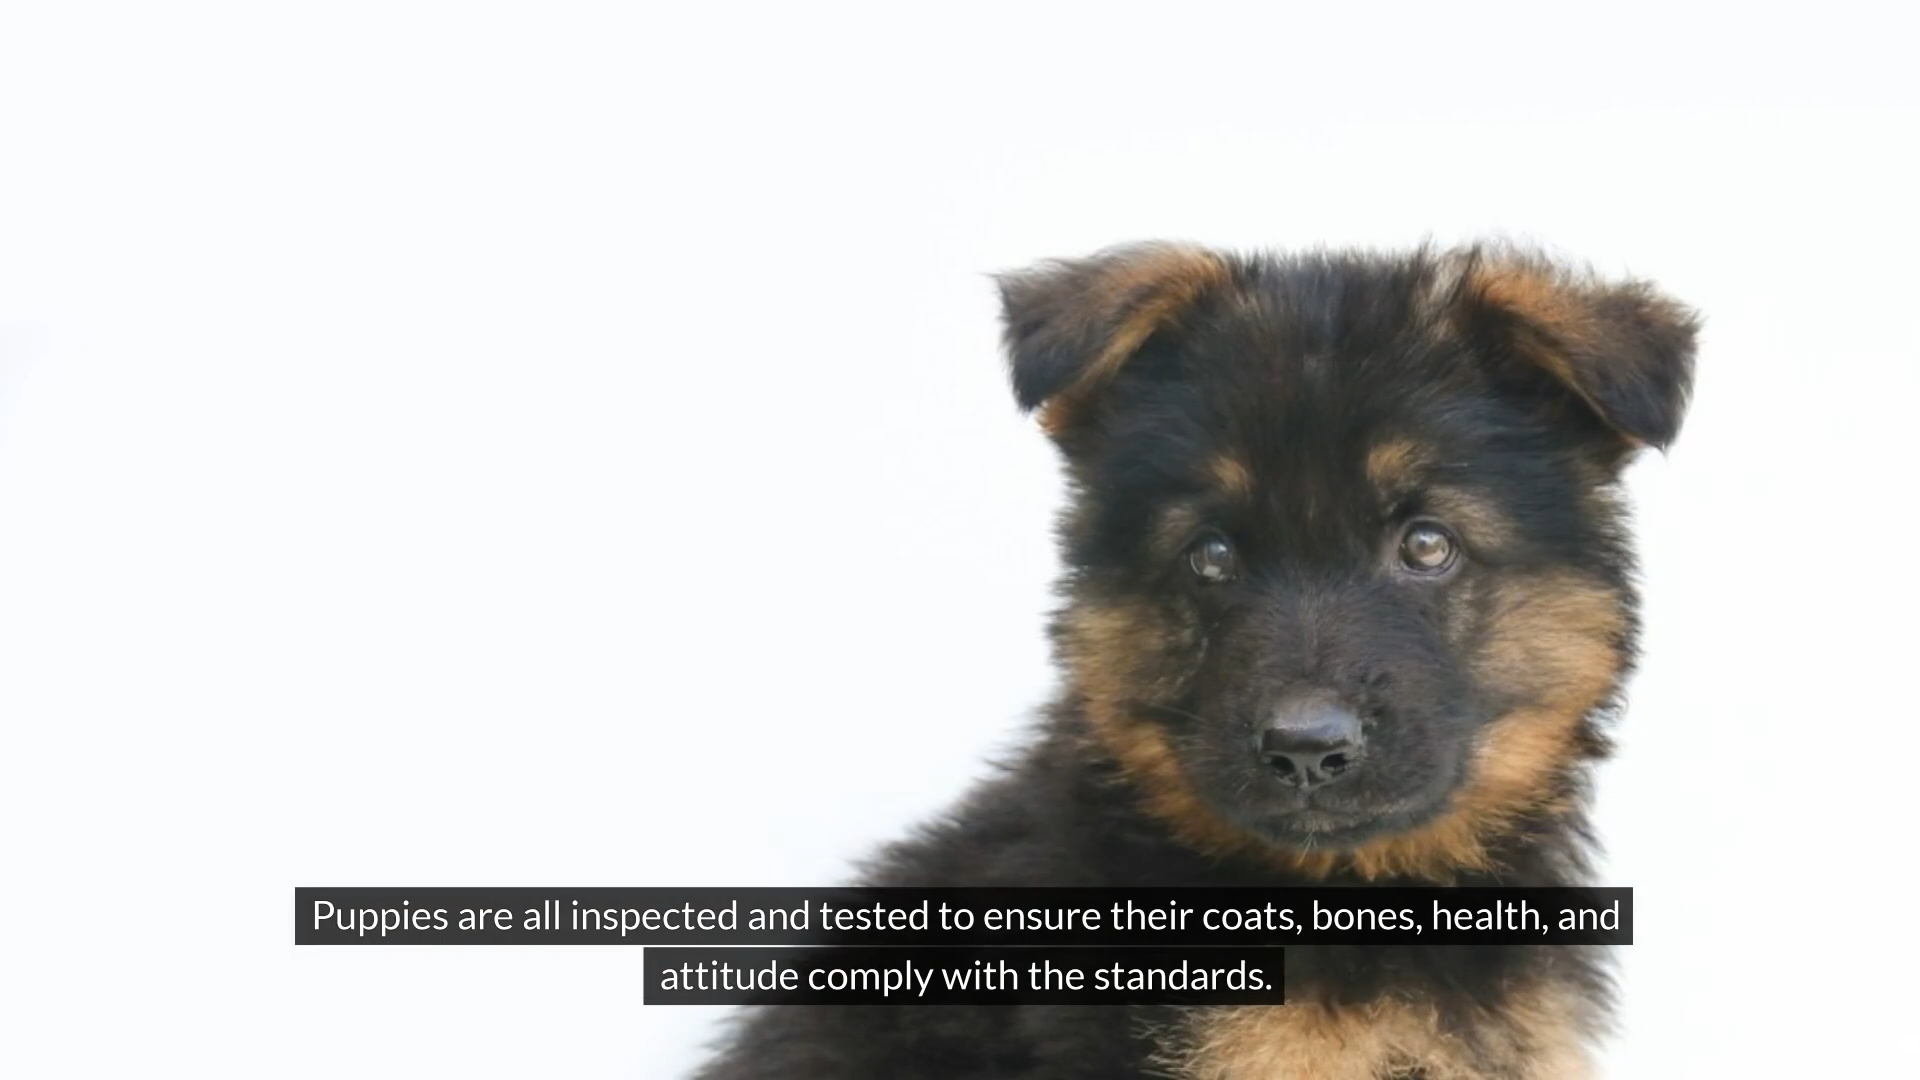 Puppies are all inspected and tested to ensure their coats, bones, health, and
attitude comply with the standards.